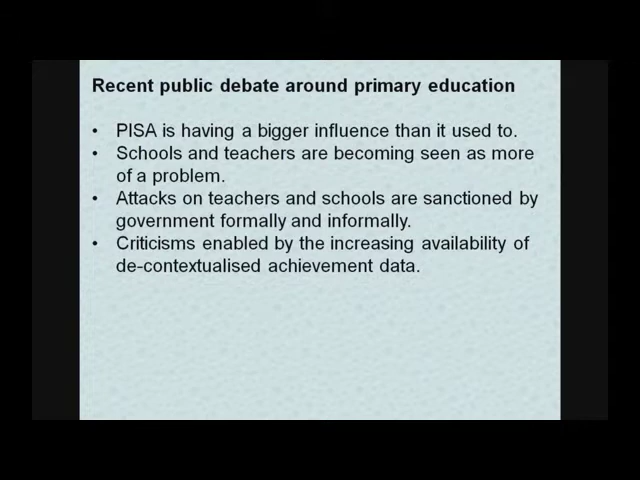 Recent public debate around primary education
• PISA is having a bigger influence than it used to.
• Schools and teachers are becoming seen as more
of a problem.
• Attacks on teachers and schools are sanctioned by
government formally and informally.
• Criticisms enabled by the increasing availability of
de-contextualised achievement data.